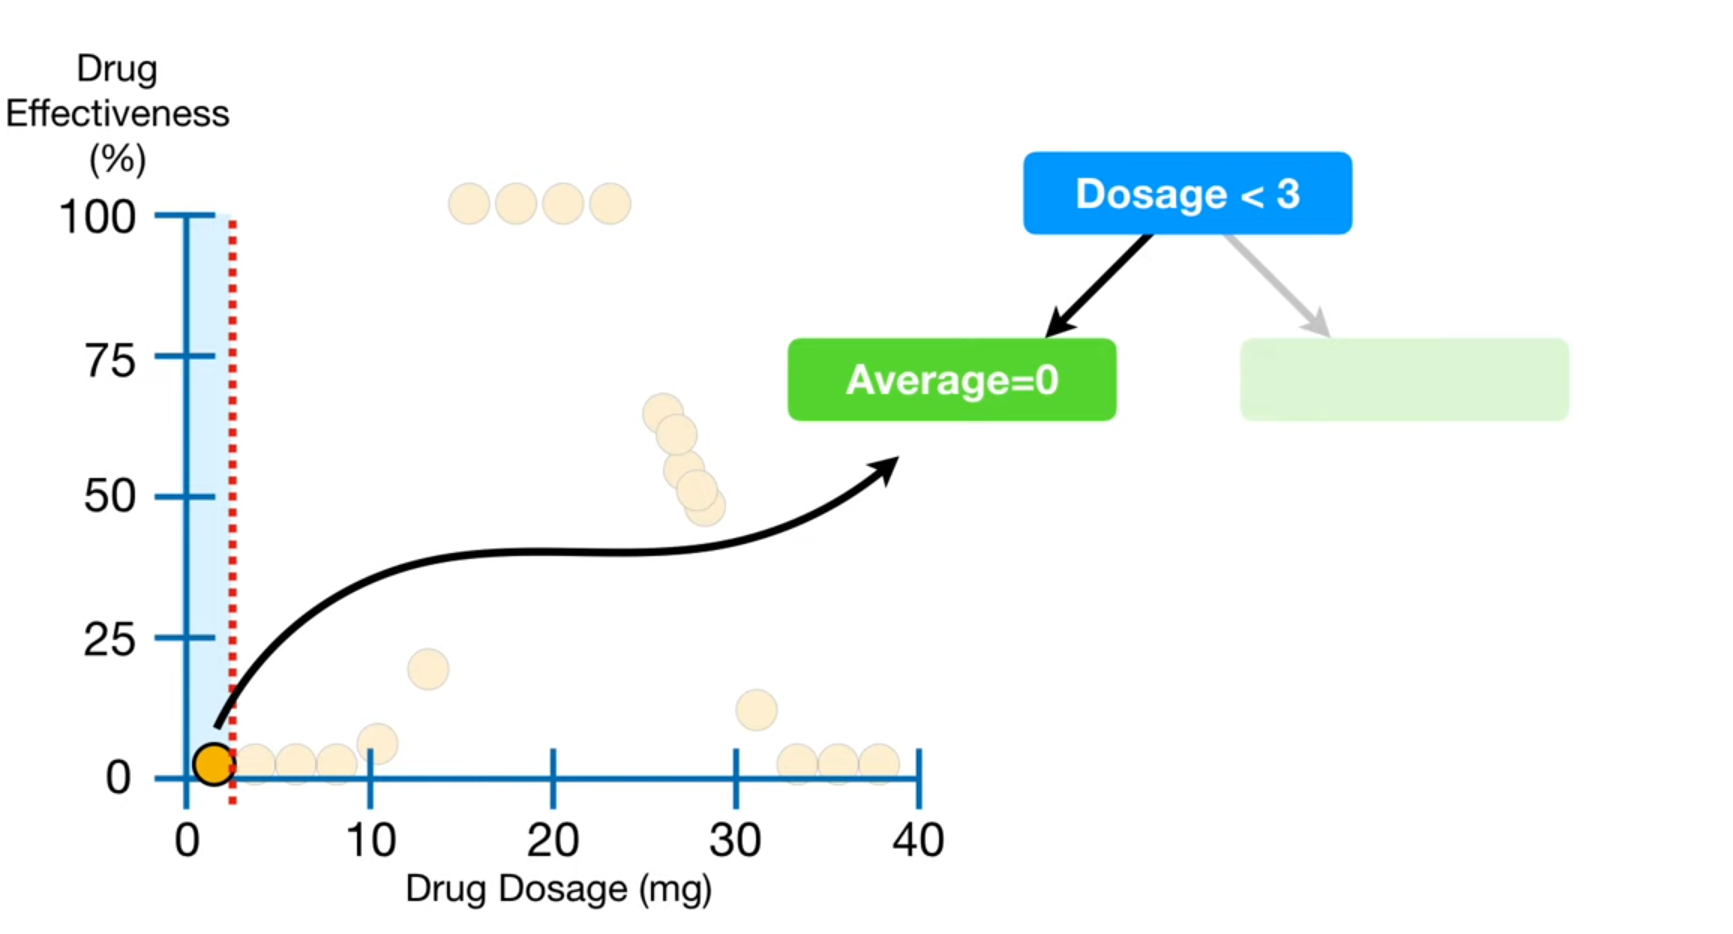 Drug
Effectiveness
(%)
100
75
50
25
0
0 10 20 30 40
Drug Dosage (mg)
Dosage < 3
Average=0